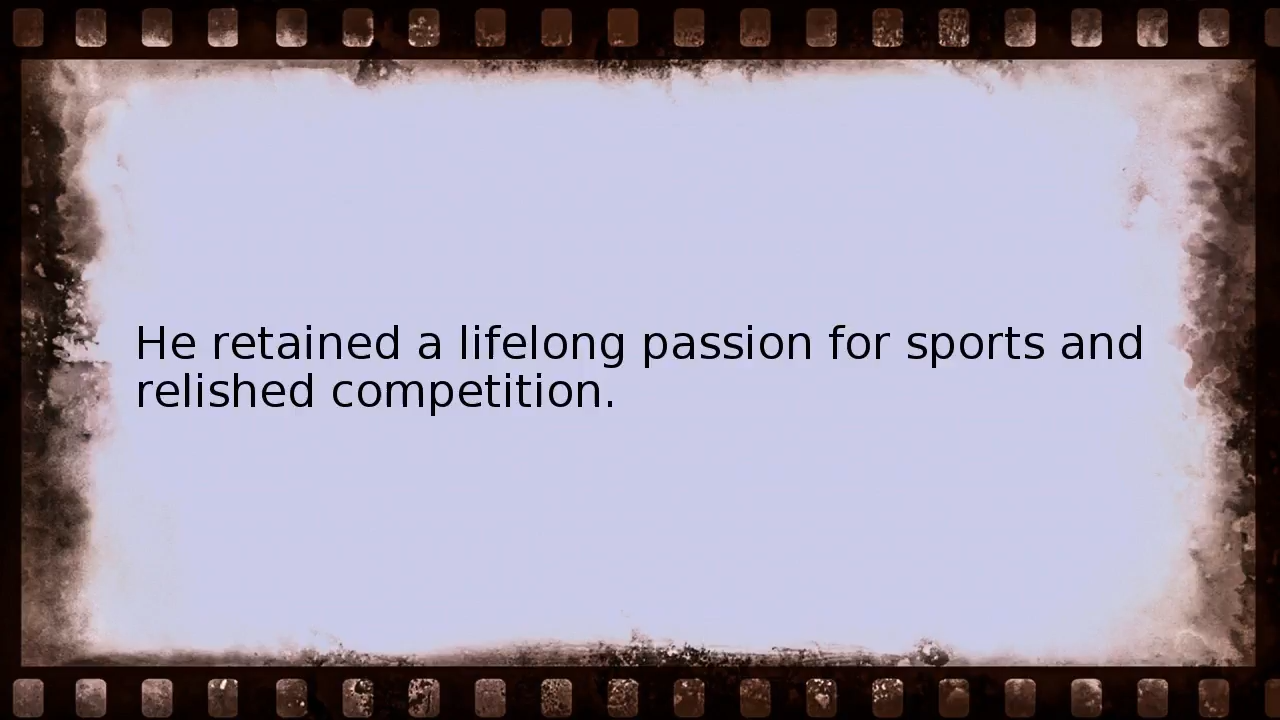 He retained a lifelong passion for sports and
relished competition.